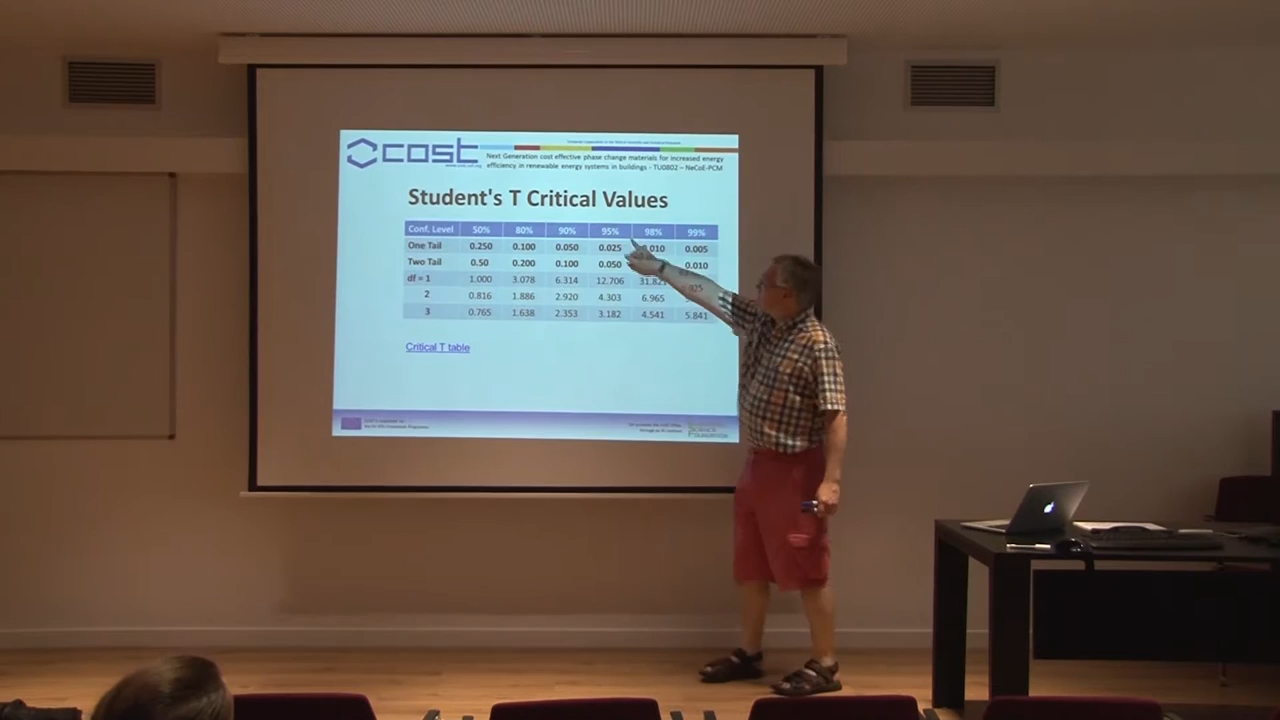 cost
Next Generation cost effective phase change materials for increased energy
efficiency in renewable energy systems in buildings - TU0802 – NeCoE-PCM
Student's T Critical Values
Conf. Level 50% 80% 90% 95% 98% 99%
One Tail 0.250 0.100 0.050 0.025 0.010 0.005
Two Tail 0.50 0.200 0.100 0.050 0.010
df = 1 1.000 3.078 6.314 12.706 31.821
2 0.816 1.886 2.920 4.303 6.965
3 0.765 1.638 2.353 3.182 4.541 5.841
Critical T table